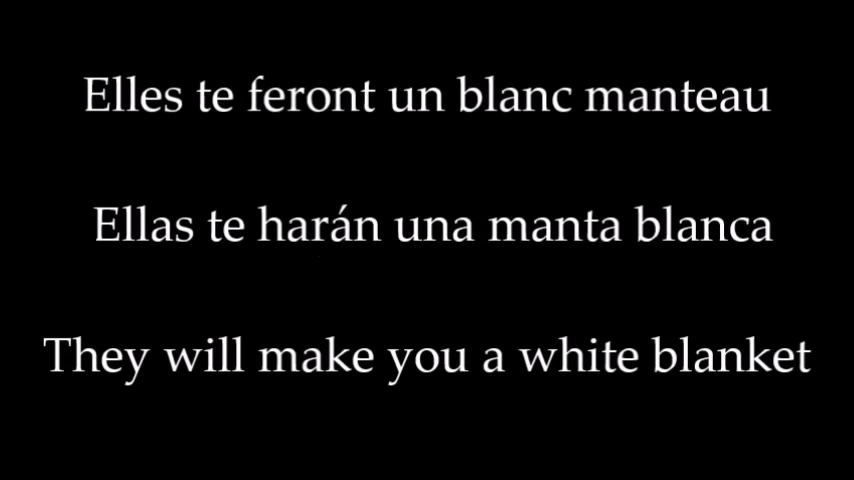 Elles te feront un blanc manteau
Ellas te harán una manta blanca
They will make you a white blanket